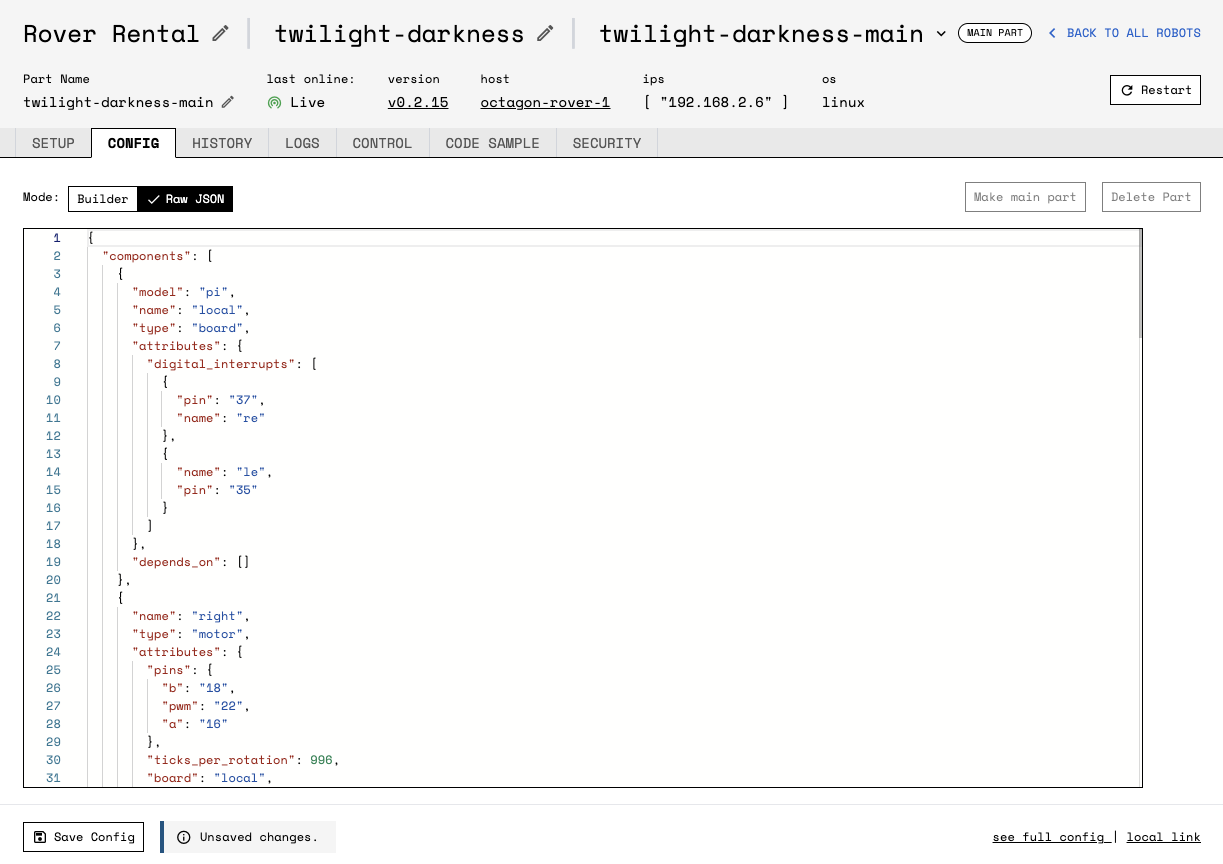 Rover Rental twilight-darkness twilight-darkness-main MAIN PART BACK TO ALL ROBOTS
Part Name last online: version host ips os
twilight-darkness-main Live v0.2.15 octagon-rover-1 [ "192.168.2.6" ] linux Restart
SETUP CONFIG HISTORY LOGS CONTROL CODE SAMPLE SECURITY
Mode: Builder Raw JSON Make main part Delete Part
1 {
2 "components": [
3 {
4 "model": "pi",
5 "name": "local",
6 "type": "board",
7 "attributes": {
8 "digital_interrupts": [
9 {
10 "pin": "37",
11 "name": "re"
12 },
13 {
14 "name": "le",
15 "pin": "35"
16 }
17 ]
18 },
19 "depends_on": []
20 },
21 {
22 "name": "right",
23 "type": "motor",
24 "attributes": {
25 "pins": {
26 "b": "18",
27 "pwm": "22",
28 "a": "16"
29 },
30 "ticks_per_rotation": 996,
31 "board": "local",
Save Config Unsaved changes. see full config | local link